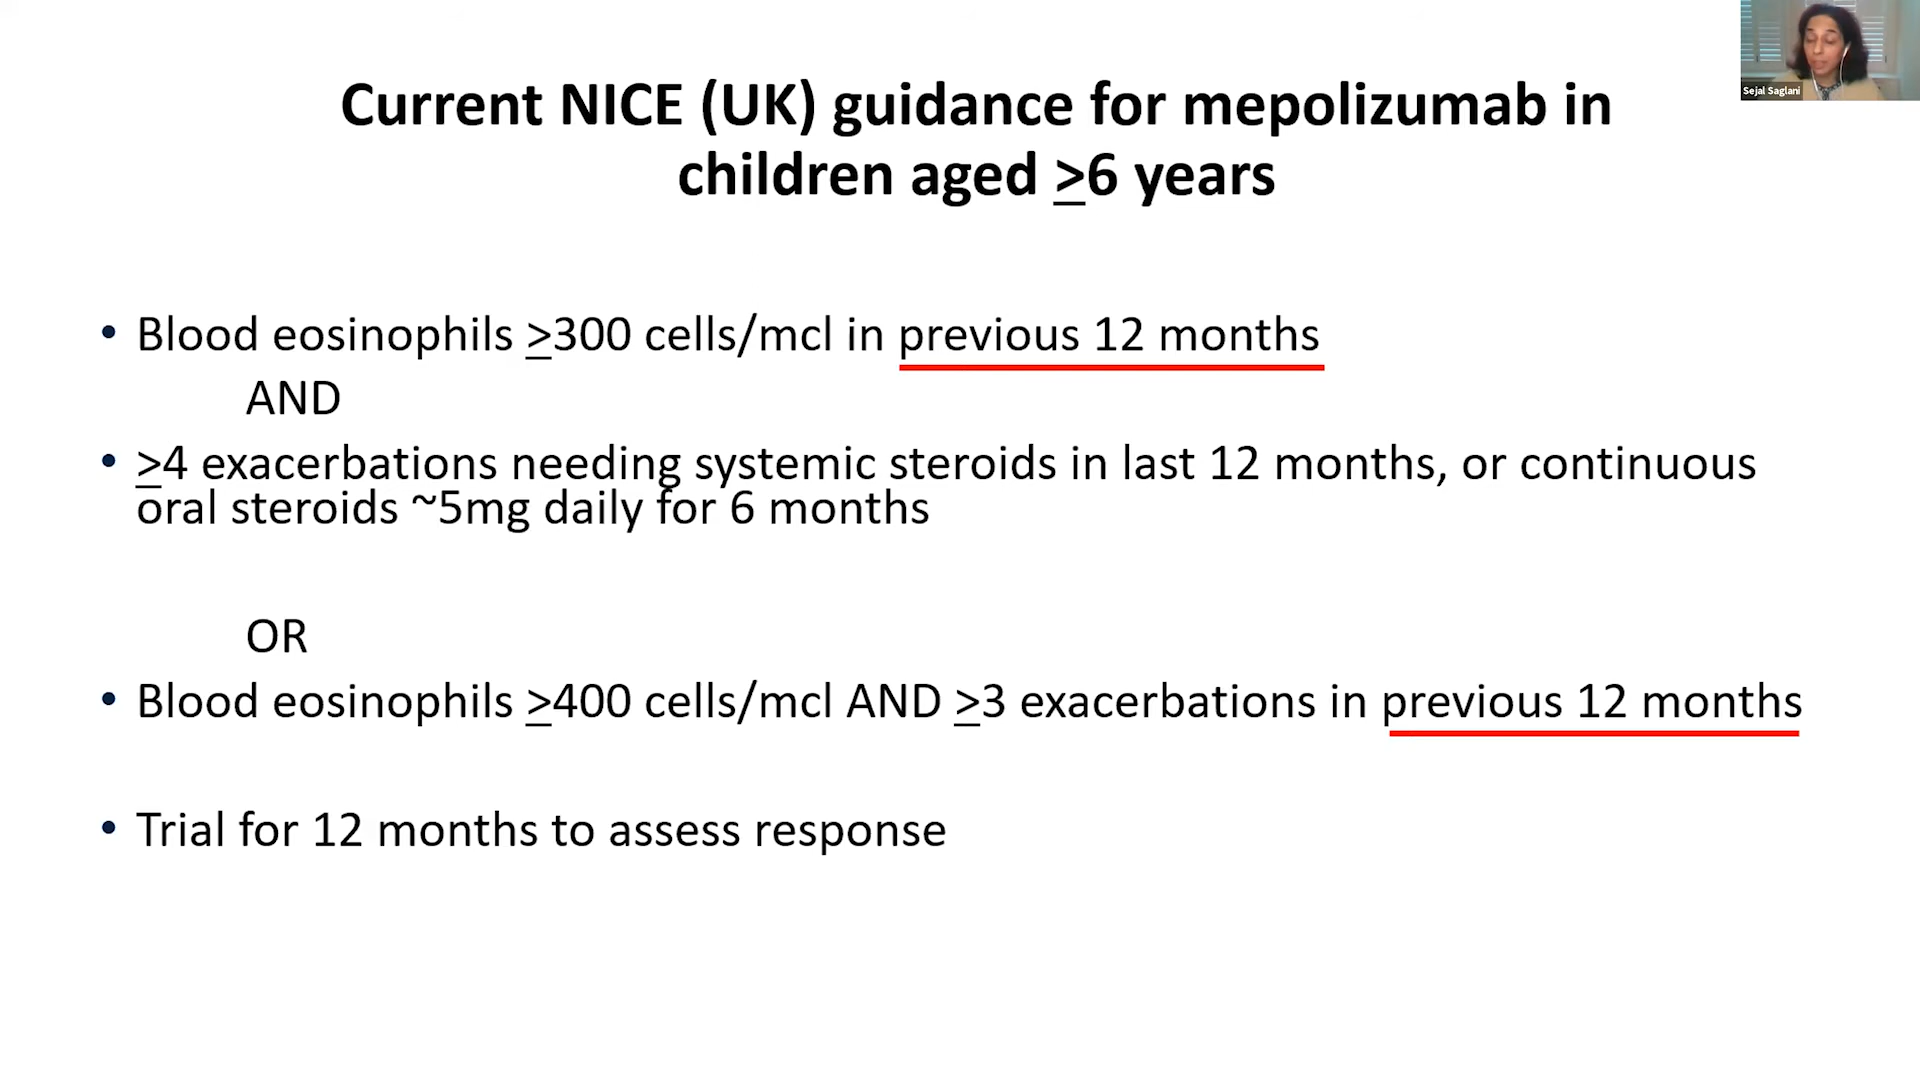 Sejal Saglani
Current NICE (UK) guidance for mepolizumab in
children aged ≥6 years
• Blood eosinophils ≥300 cells/mcl in previous 12 months
AND
• ≥4 exacerbations needing systemic steroids in last 12 months, or continuous
oral steroids ~5mg daily for 6 months
OR
• Blood eosinophils ≥400 cells/mcl AND ≥3 exacerbations in previous 12 months
• Trial for 12 months to assess response